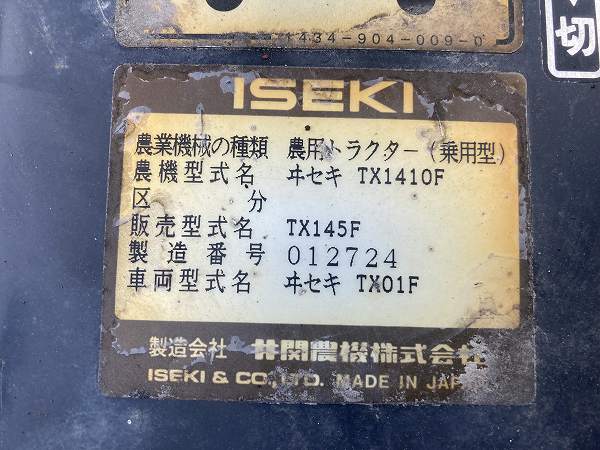 1434-904-009-0
切
ISEKI
農業機械の種類 農用トラクター(乗用型)
農機型式名 ヰセキ TX1410F
区分
販売型式名 TX145F
製造番号 012724
車両型式名 ヰセキ TX01F
製造会社 井関農機株式会社
ISEKI & CO., LTD. MADE IN JAP